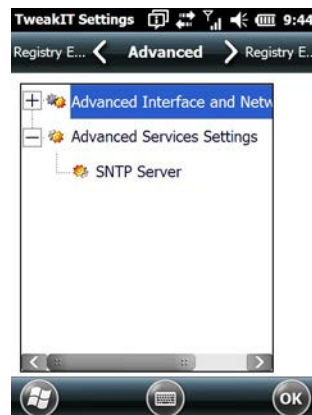 TweakIT Settings 9:44
Registry E... Advanced Registry E..
Advanced Interface and Netw
Advanced Services Settings
SNTP Server
OK